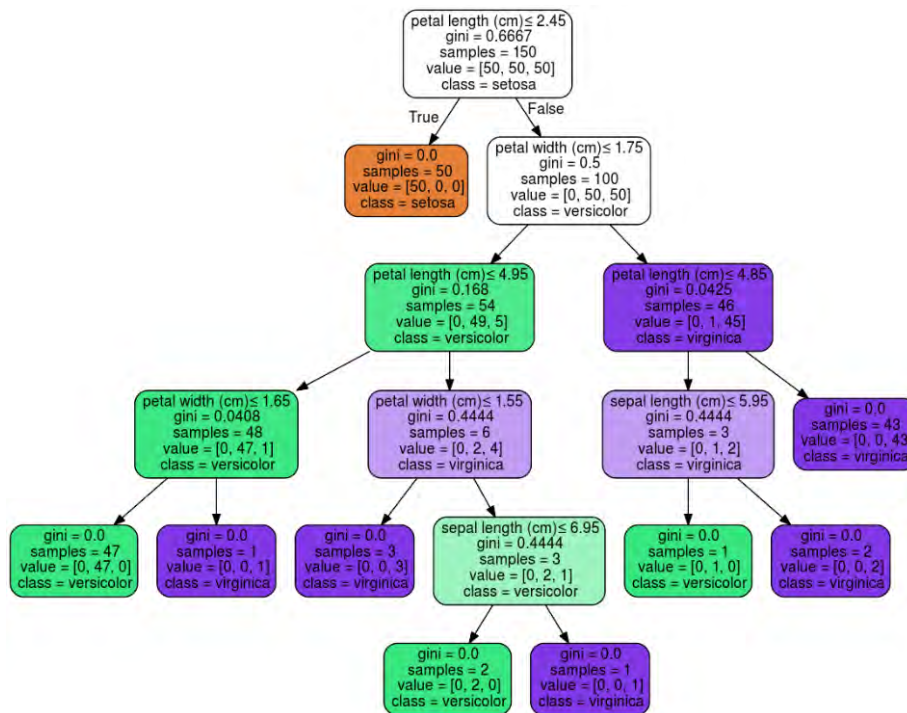 petal length (cm)≤ 2.45
gini = 0.6667
samples = 150
value = [50, 50, 50]
class = setosa
True
False
gini = 0.0
samples = 50
value = [50, 0, 0]
class = setosa
petal width (cm)≤ 1.75
gini = 0.5
samples = 100
value = [0, 50, 50]
class = versicolor
petal length (cm)≤ 4.95
gini = 0.168
samples = 54
value = [0, 49, 5]
class = versicolor
petal length (cm)≤ 4.85
gini = 0.0425
samples = 46
value = [0, 1, 45]
class = virginica
petal width (cm)≤ 1.65
gini = 0.0408
samples = 48
value = [0, 47, 1]
class = versicolor
petal width (cm)≤ 1.55
gini = 0.4444
samples = 6
value = [0, 2, 4]
class = virginica
sepal length (cm)≤ 5.95
gini = 0.4444
samples = 3
value = [0, 1, 2]
class = virginica
gini = 0.0
samples = 43
value = [0, 0, 43]
class = virginica
gini = 0.0
samples = 47
value = [0, 47, 0]
class = versicolor
gini = 0.0
samples = 1
value = [0, 0, 1]
class = virginica
gini = 0.0
samples = 3
value = [0, 0, 3]
class = virginica
sepal length (cm)≤ 6.95
gini = 0.4444
samples = 3
value = [0, 2, 1]
class = versicolor
gini = 0.0
samples = 1
value = [0, 1, 0]
class = versicolor
gini = 0.0
samples = 2
value = [0, 0, 2]
class = virginica
gini = 0.0
samples = 2
value = [0, 2, 0]
class = versicolor
gini = 0.0
samples = 1
value = [0, 0, 1]
class = virginica